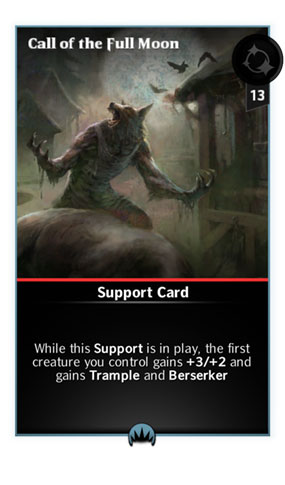 Call of the Full Moon
13
Support Card
While this Support is in play, the first
creature you control gains +3/+2 and
gains Trample and Berserker